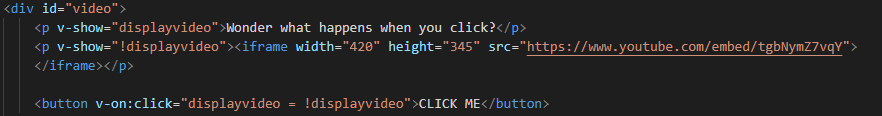 <div id="video">
<p v-show="displayvideo">Wonder what happens when you click?</p>
<p v-show="!displayvideo"><iframe width="420" height="345" src="https://www.youtube.com/embed/tgbNymZ7vqY">
</iframe></p>
<button v-on:click="displayvideo = !displayvideo">CLICK ME</button>